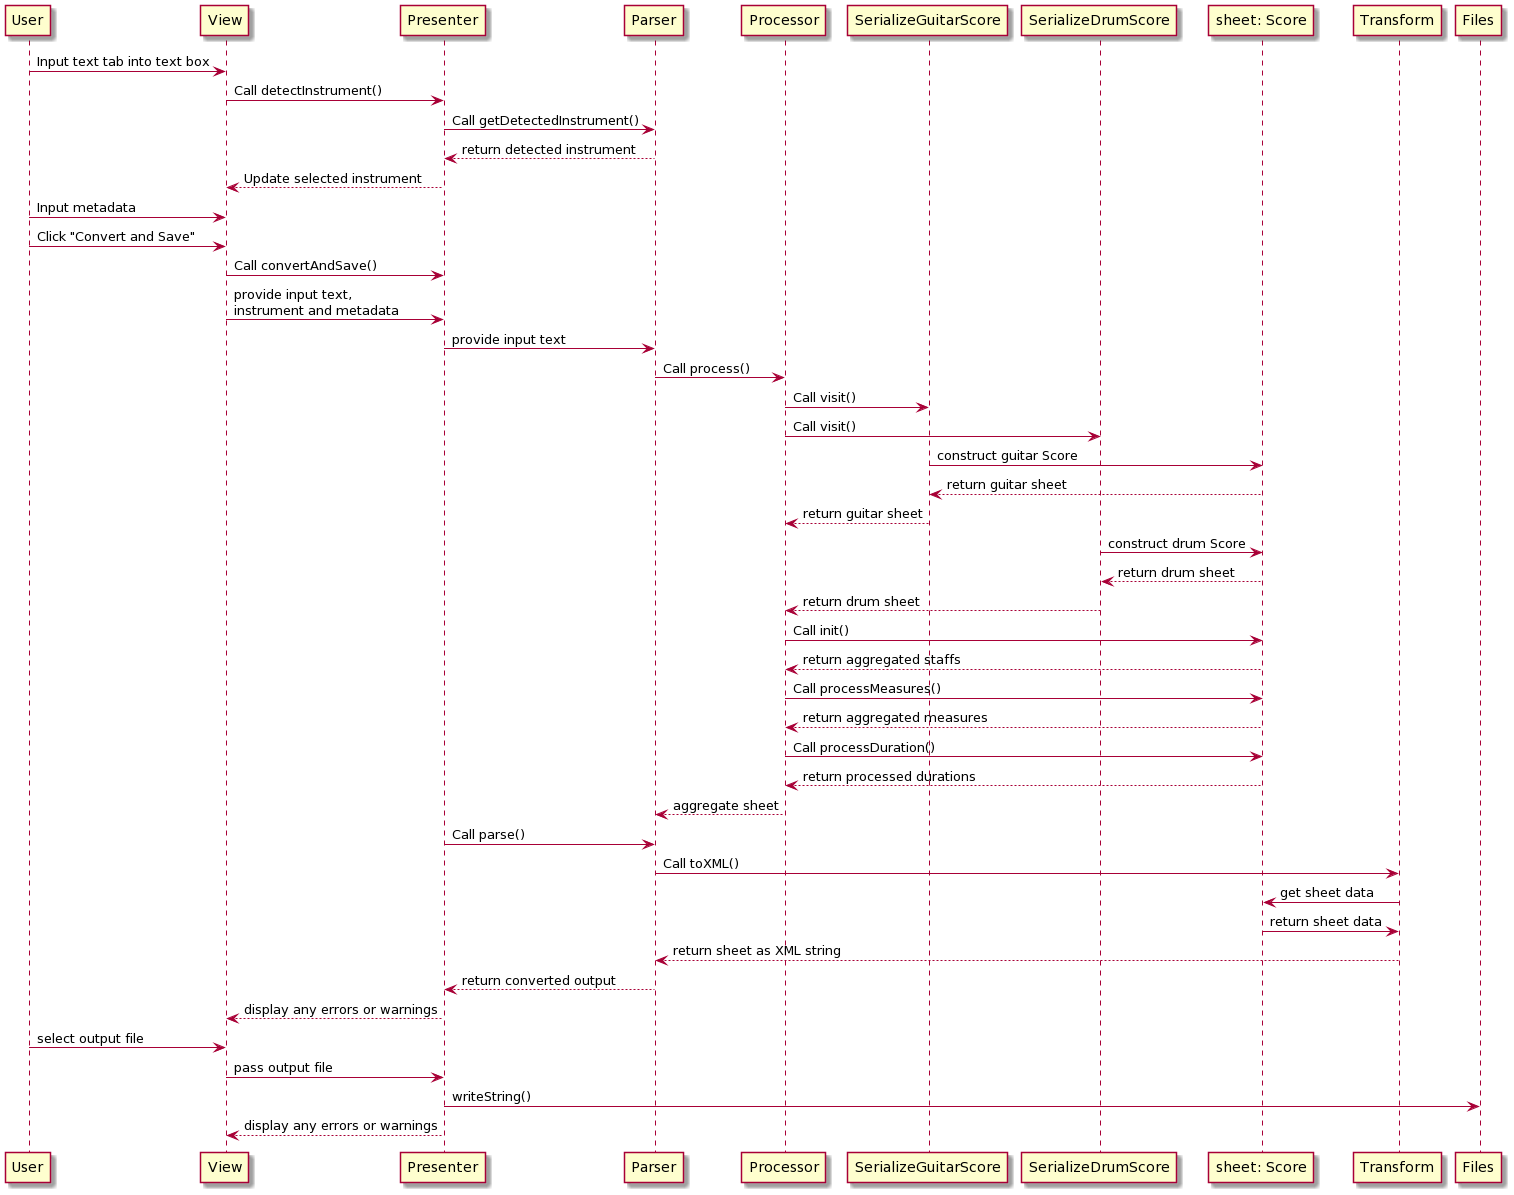 User View Presenter Parser Processor SerializeGuitarScore SerializeDrumScore sheet: Score Transform Files
Input text tab into text box
Call detectInstrument()
Call getDetectedInstrument()
return detected instrument
Update selected instrument
Input metadata
Click "Convert and Save"
Call convertAndSave()
provide input text,
instrument and metadata
provide input text
Call process()
Call visit()
Call visit()
construct guitar Score
return guitar sheet
return guitar sheet
construct drum Score
return drum sheet
return drum sheet
Call init()
return aggregated staffs
Call processMeasures()
return aggregated measures
Call processDuration()
return processed durations
aggregate sheet
Call parse()
Call toXML()
get sheet data
return sheet data
return sheet as XML string
return converted output
display any errors or warnings
select output file
pass output file
writeString()
display any errors or warnings
User View Presenter Parser Processor SerializeGuitarScore SerializeDrumScore sheet: Score Transform Files